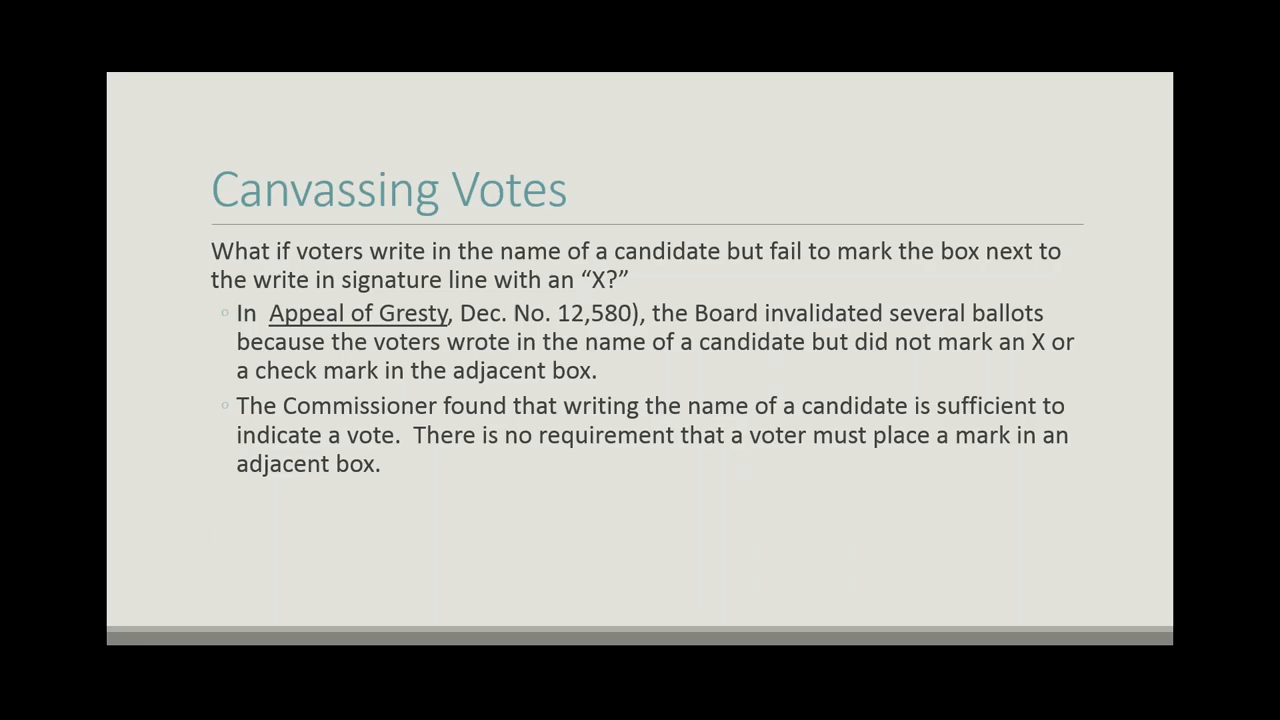 Canvassing Votes
What if voters write in the name of a candidate but fail to mark the box next to
the write in signature line with an “X?”
◦ In  Appeal of Gresty, Dec. No. 12,580), the Board invalidated several ballots
because the voters wrote in the name of a candidate but did not mark an X or
a check mark in the adjacent box.
◦ The Commissioner found that writing the name of a candidate is sufficient to
indicate a vote.  There is no requirement that a voter must place a mark in an
adjacent box.